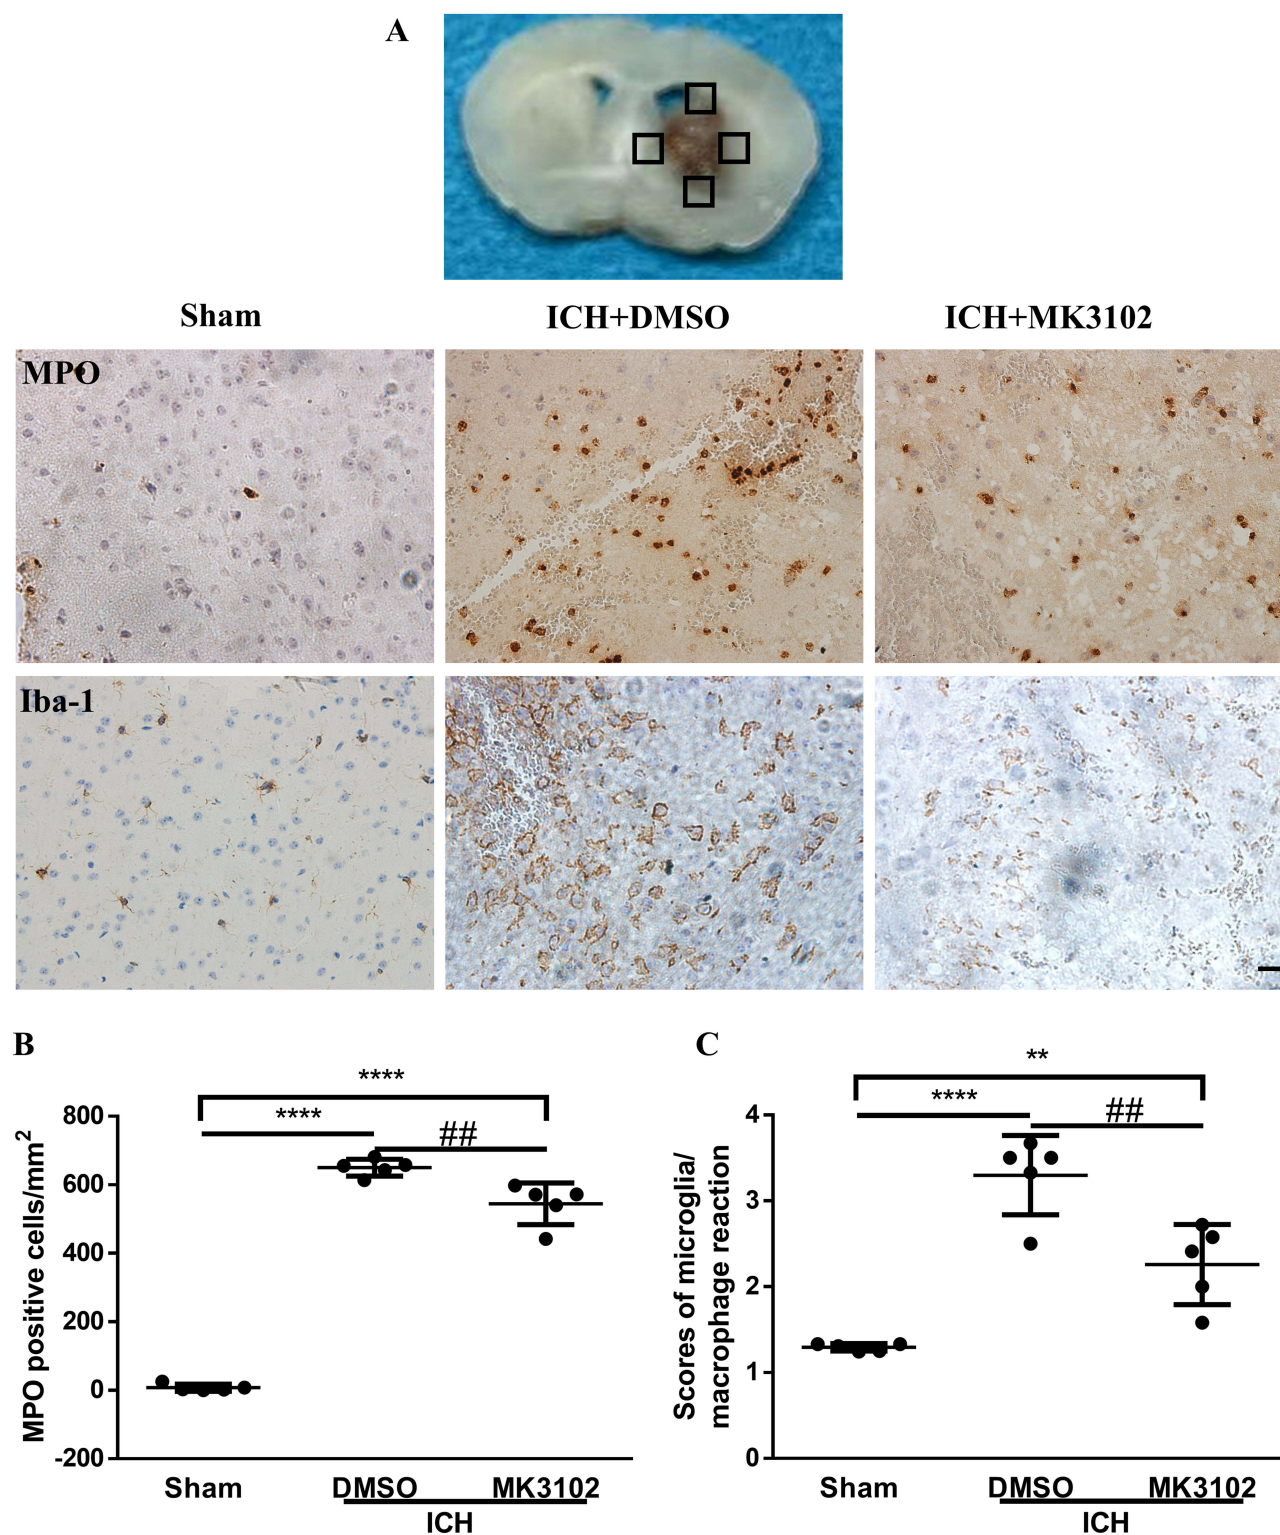 A
Sham ICH+DMSO ICH+MK3102
MPO
Iba-1
B
****
****
##
MPO positive cells/mm2
800
600
400
200
0
-200
Sham DMSO MK3102
ICH
C
**
****
##
Scores of microglia/
macrophage reaction
4
3
2
1
0
Sham DMSO MK3102
ICH